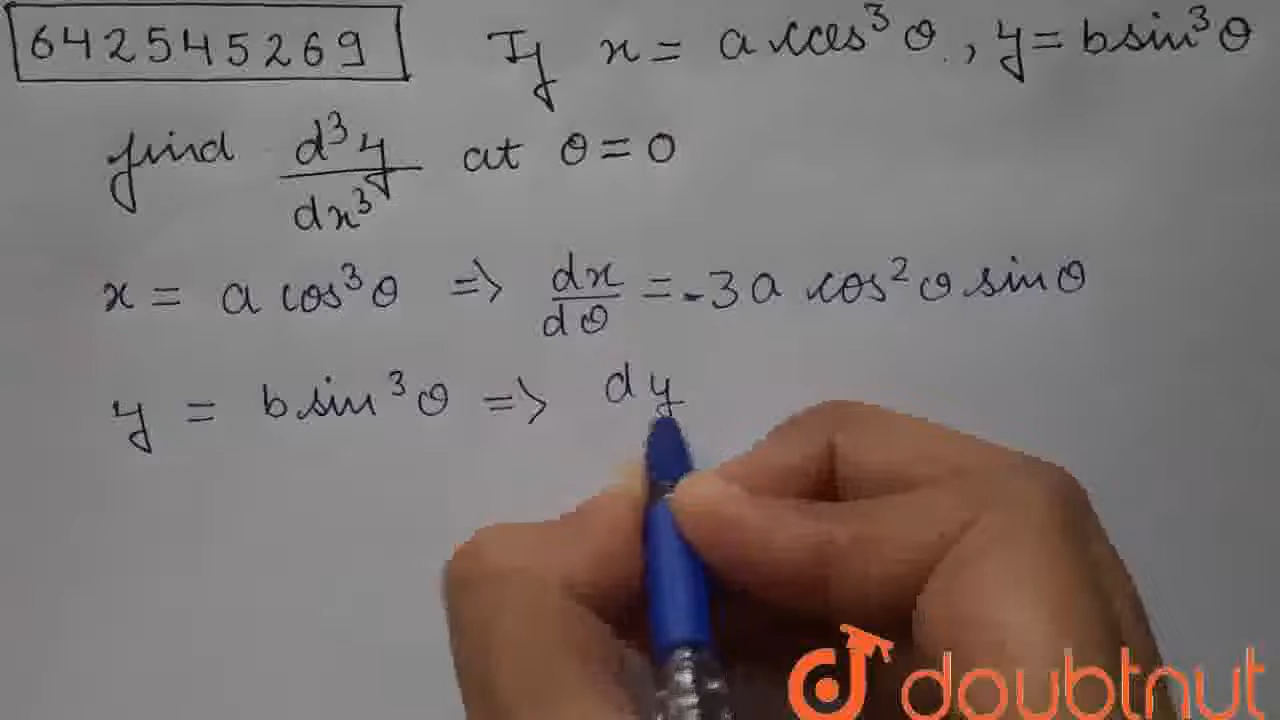 642545269 If x = a cos³θ, y = b sin³θ
find d³y/dx³ at θ = 0
x = a cos³θ => dx/dθ = -3a cos²θ sinθ
y = b sin³θ => dy
doubtnut